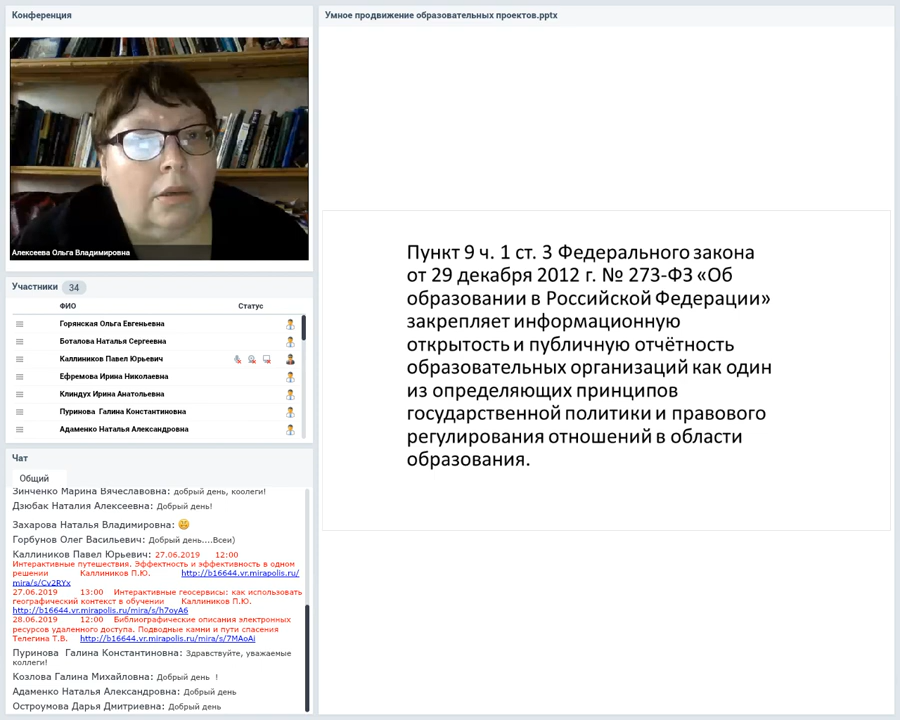 Конференция
Алексеева Ольга Владимировна
Участники 34
ФИО Статус
Горянская Ольга Евгеньевна
Боталова Наталья Сергеевна
Каллиников Павел Юрьевич
Ефремова Ирина Николаевна
Клиндух Ирина Анатольевна
Пуринова Галина Константиновна
Адаменко Наталья Александровна
Чат
Общий
Зинченко Марина Вячеславовна: добрый день, коолеги!
Дзюбак Наталия Алексеевна: Добрый день!
Захарова Наталья Владимировна:
Горбунов Олег Васильевич: Добрый день....Всеи)
Каллиников Павел Юрьевич: 27.06.2019 12:00
Интерактивные путешествия. Эффектность и эффективность в одном
решении Каллиников П.Ю. http://b16644.vr.mirapolis.ru/
mira/s/Cv2RYx
27.06.2019 13:00 Интерактивные геосервисы: как использовать
географический контекст в обучении Каллиников П.Ю.
http://b16644.vr.mirapolis.ru/mira/s/h7oyA6
28.06.2019 12:00 Библиографические описания электронных
ресурсов удаленного доступа. Подводные камни и пути спасения
Телегина Т.В. http://b16644.vr.mirapolis.ru/mira/s/7MAoAi
Пуринова Галина Константиновна: Здравствуйте, уважаемые
коллеги!
Козлова Галина Михайловна: Добрый день !
Адаменко Наталья Александровна: Добрый день
Остроумова Дарья Дмитриевна: Добрый день
Умное продвижение образовательных проектов.pptx
Пункт 9 ч. 1 ст. 3 Федерального закона
от 29 декабря 2012 г. № 273-ФЗ «Об
образовании в Российской Федерации»
закрепляет информационную
открытость и публичную отчётность
образовательных организаций как один
из определяющих принципов
государственной политики и правового
регулирования отношений в области
образования.